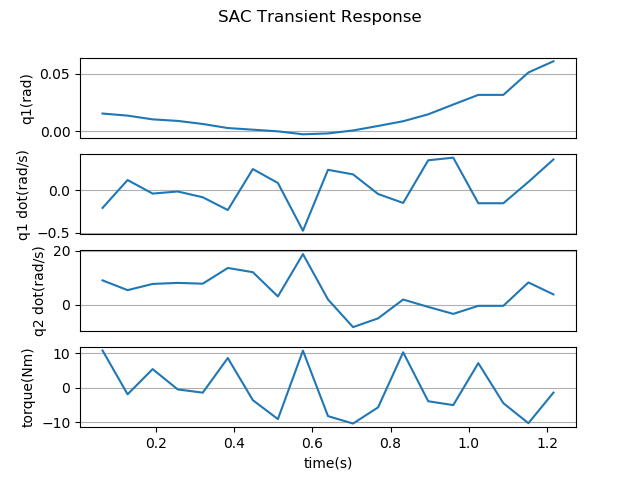 SAC Transient Response
q1(rad)
0.05
0.00
q1 dot(rad/s)
0.0
−0.5
q2 dot(rad/s)
20
0
torque(Nm)
10
0
−10
0.2 0.4 0.6 0.8 1.0 1.2
time(s)